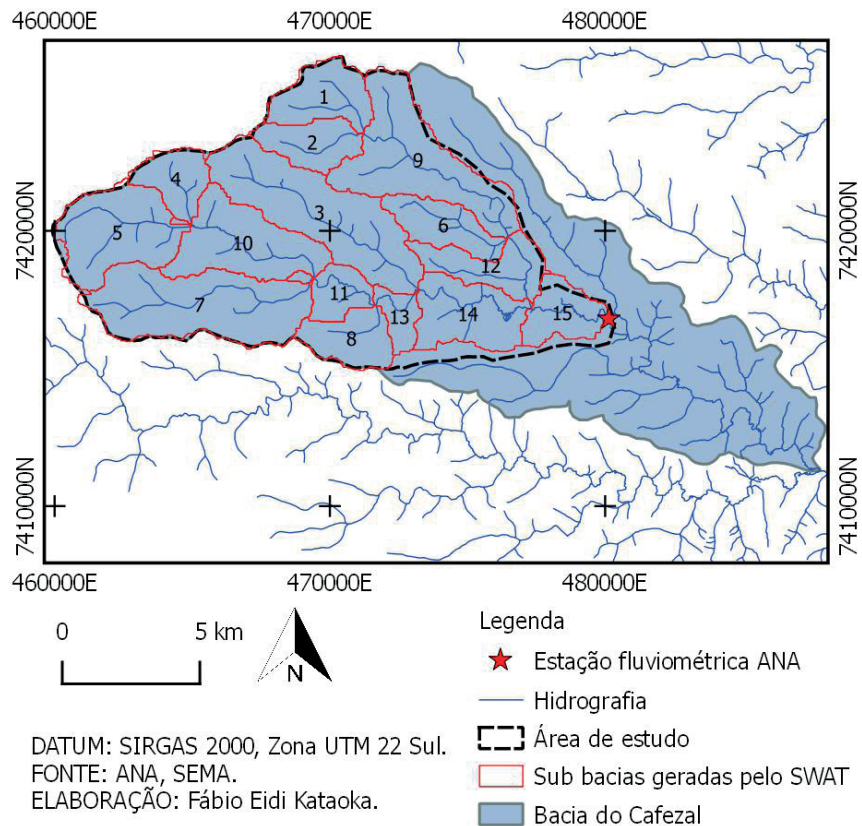 460000E 470000E 480000E
7420000N
7420000N
7410000N
7410000N
1
2
9
4
3
6
5
10
12
7
11
13
14
15
8
460000E 470000E 480000E
0 5 km
N
Legenda
Estação fluviométrica ANA
Hidrografia
Área de estudo
Sub bacias geradas pelo SWAT
Bacia do Cafezal
DATUM: SIRGAS 2000, Zona UTM 22 Sul.
FONTE: ANA, SEMA.
ELABORAÇÃO: Fábio Eidi Kataoka.